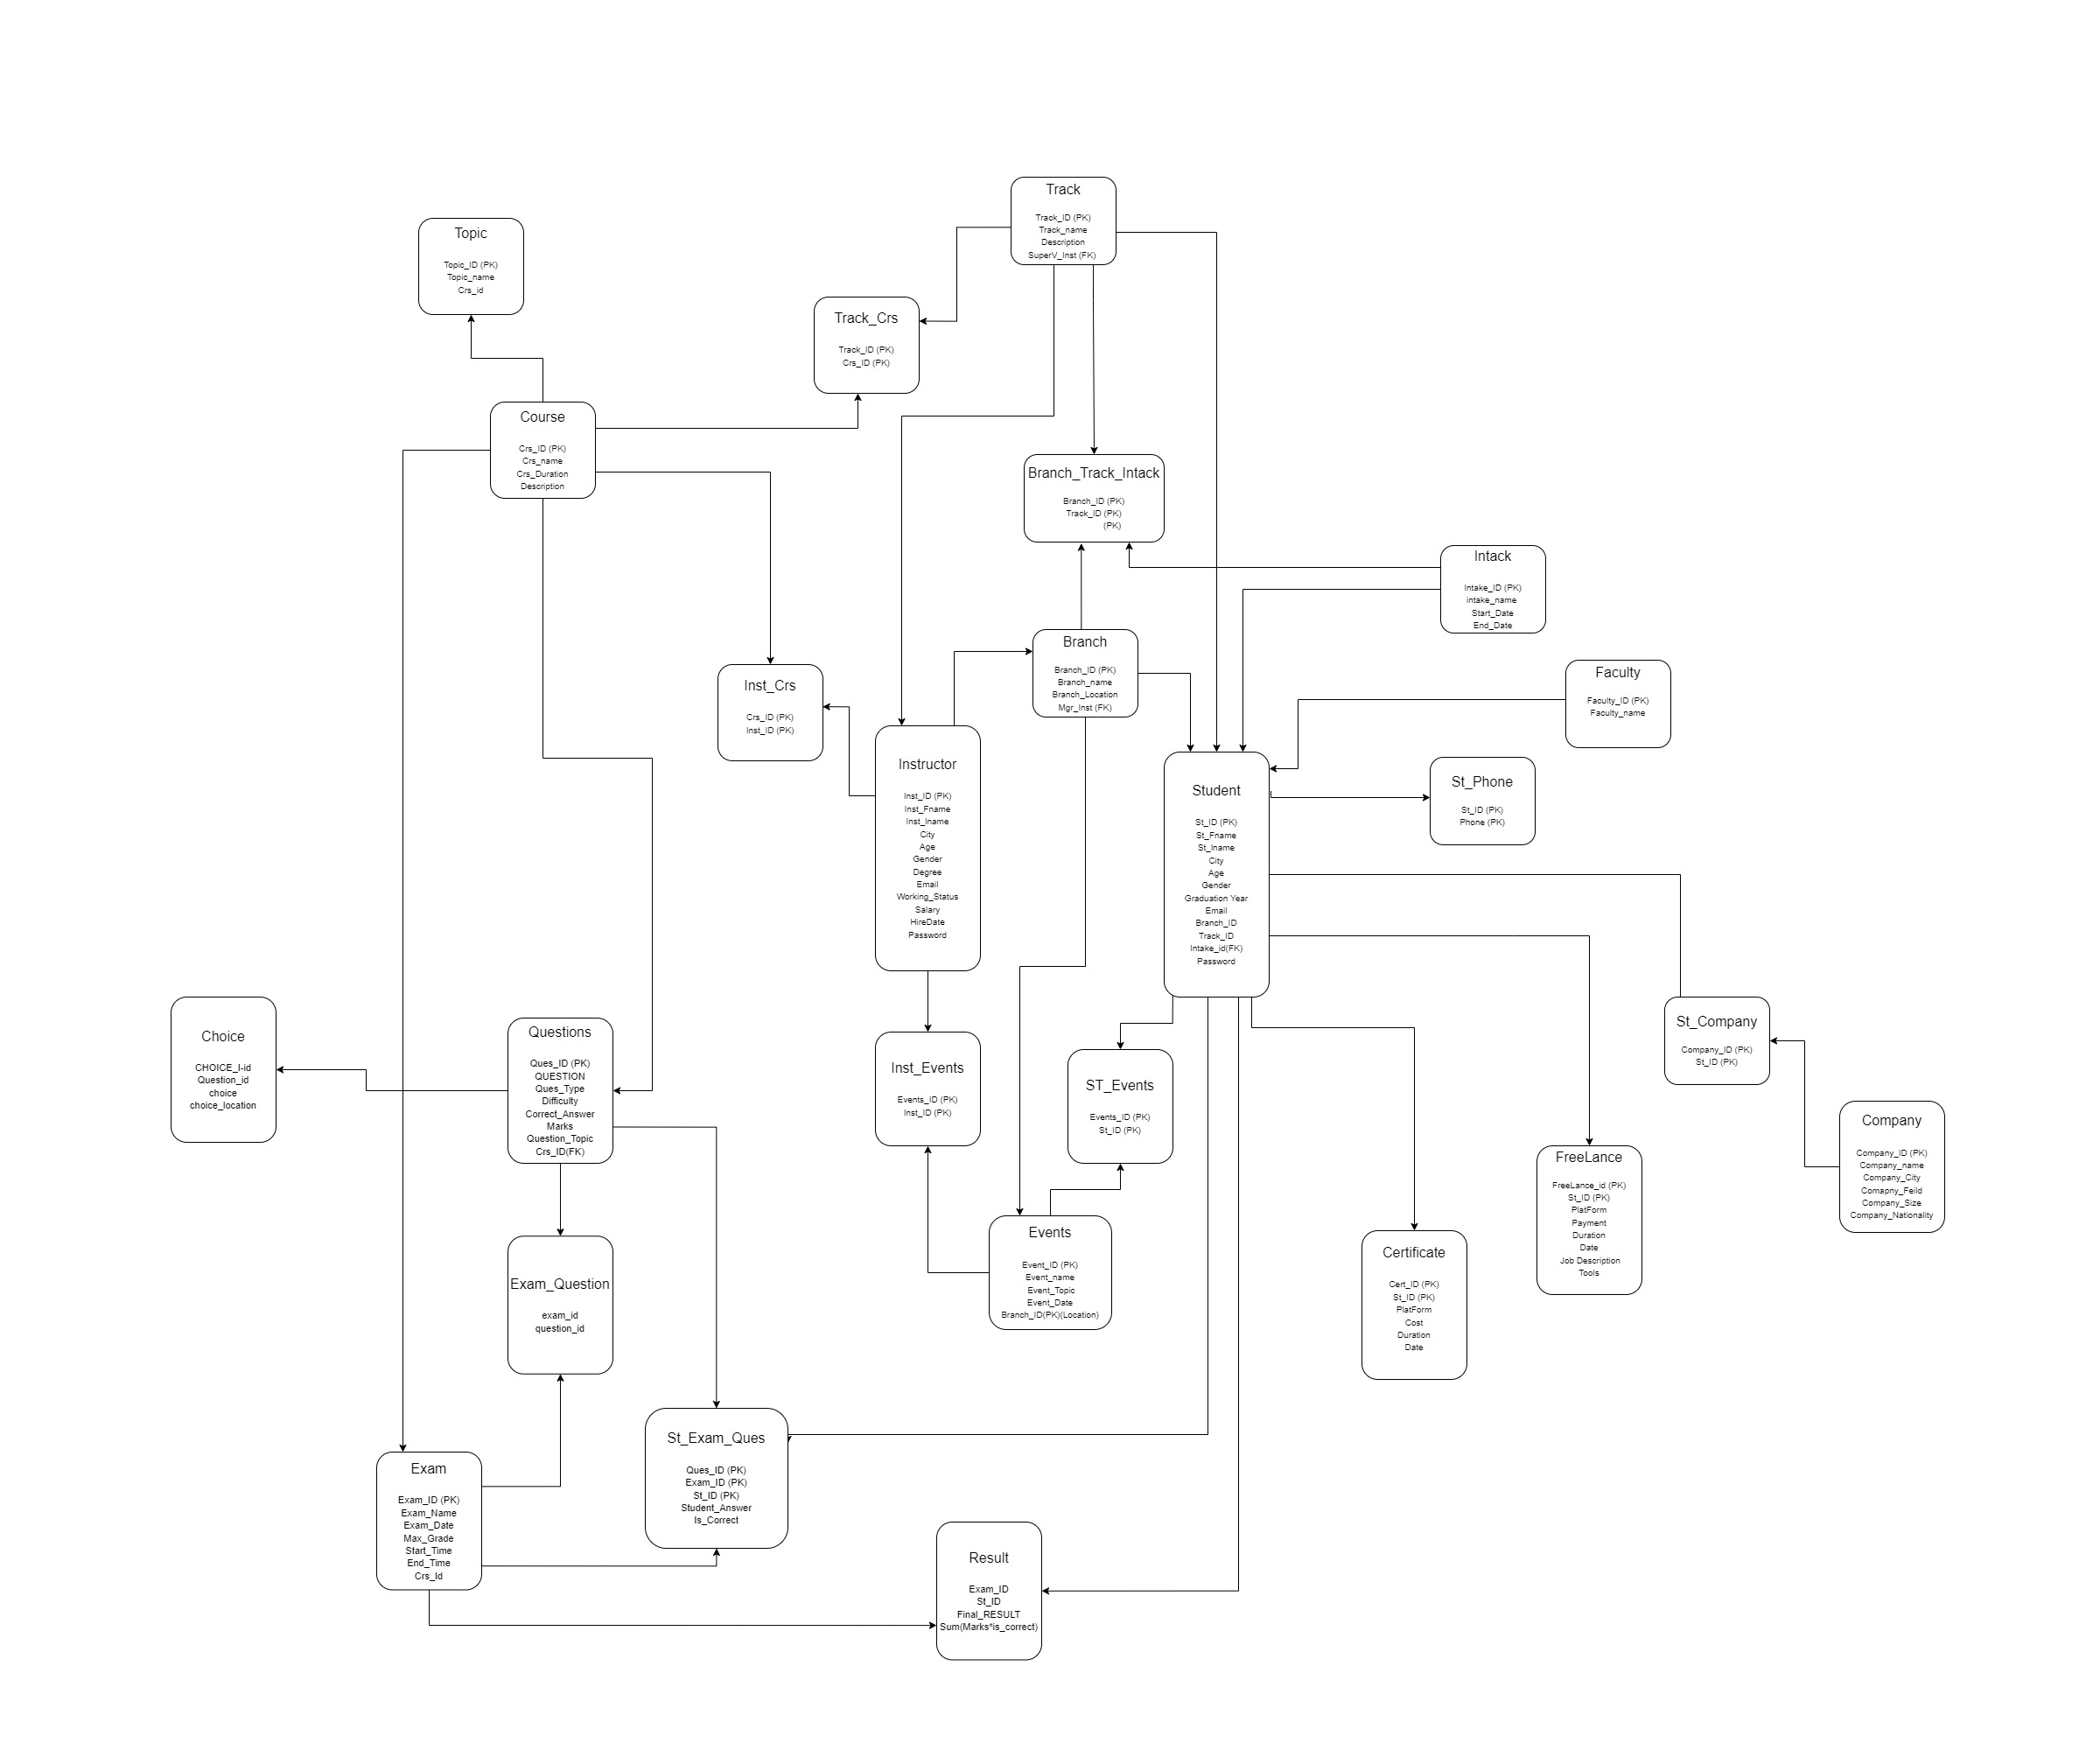 Track
Track_ID (PK)
Track_name
Description
SuperV_Inst (FK)
Topic
Topic_ID (PK)
Topic_name
Crs_id
Track_Crs
Track_ID (PK)
Crs_ID (PK)
Course
Crs_ID (PK)
Crs_name
Crs_Duration
Description
Branch_Track_Intack
Branch_ID (PK)
Track_ID (PK)
(PK)
Intack
Intake_ID (PK)
intake_name
Start_Date
End_Date
Branch
Branch_ID (PK)
Branch_name
Branch_Location
Mgr_Inst (FK)
Faculty
Faculty_ID (PK)
Faculty_name
Inst_Crs
Crs_ID (PK)
Inst_ID (PK)
Instructor
Inst_ID (PK)
Inst_Fname
Inst_lname
City
Age
Gender
Degree
Email
Working_Status
Salary
HireDate
Password
Student
St_ID (PK)
St_Fname
St_lname
City
Age
Gender
Graduation Year
Email
Branch_ID
Track_ID
Intake_id(FK)
Password
St_Phone
St_ID (PK)
Phone (PK)
Choice
CHOICE_I-id
Question_id
choice
choice_location
Questions
Ques_ID (PK)
QUESTION
Ques_Type
Difficulty
Correct_Answer
Marks
Question_Topic
Crs_ID(FK)
Inst_Events
Events_ID (PK)
Inst_ID (PK)
ST_Events
Events_ID (PK)
St_ID (PK)
St_Company
Company_ID (PK)
St_ID (PK)
Company
Company_ID (PK)
Company_name
Company_City
Comapny_Feild
Company_Size
Company_Nationality
FreeLance
FreeLance_id (PK)
St_ID (PK)
PlatForm
Payment
Duration
Date
Job Description
Tools
Events
Event_ID (PK)
Event_name
Event_Topic
Event_Date
Branch_ID(PK)(Location)
Certificate
Cert_ID (PK)
St_ID (PK)
PlatForm
Cost
Duration
Date
Exam_Question
exam_id
question_id
St_Exam_Ques
Ques_ID (PK)
Exam_ID (PK)
St_ID (PK)
Student_Answer
Is_Correct
Exam
Exam_ID (PK)
Exam_Name
Exam_Date
Max_Grade
Start_Time
End_Time
Crs_Id
Result
Exam_ID
St_ID
Final_RESULT
Sum(Marks*is_correct)